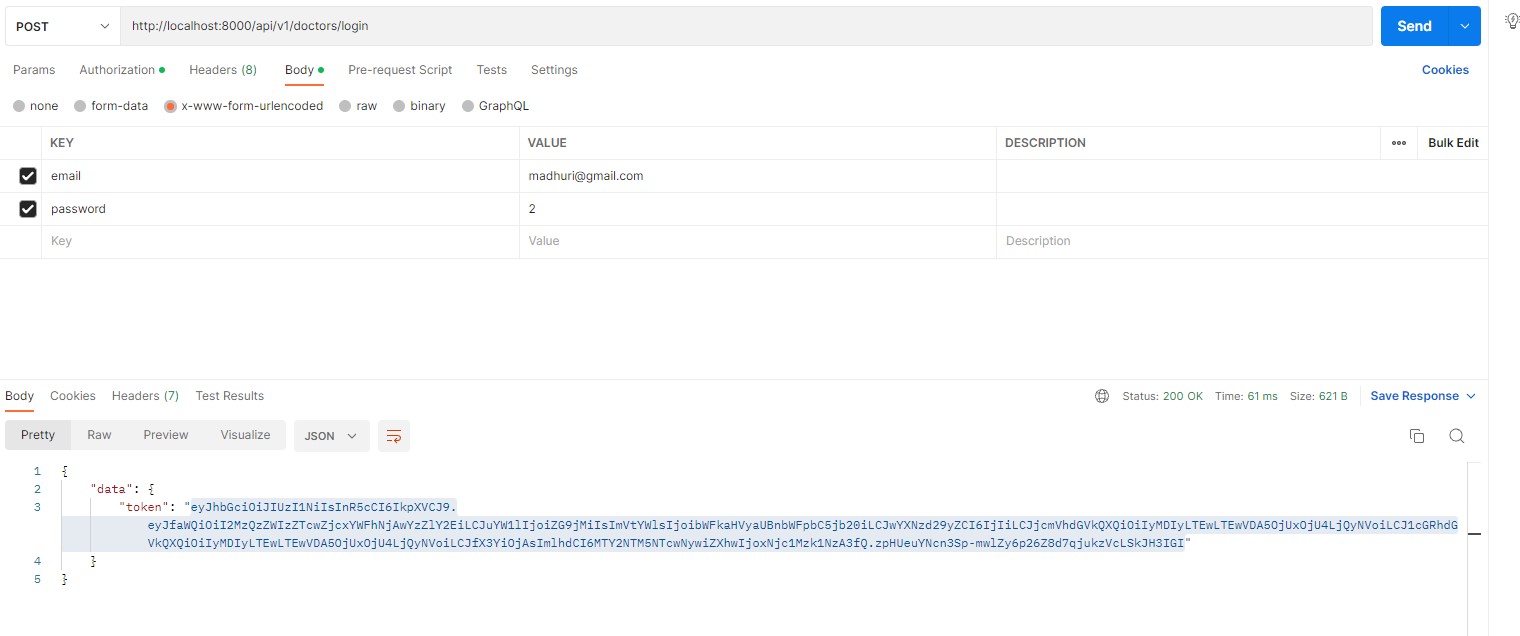 POST http://localhost:8000/api/v1/doctors/login Send
Params Authorization Headers (8) Body Pre-request Script Tests Settings Cookies
none form-data x-www-form-urlencoded raw binary GraphQL
KEY VALUE DESCRIPTION Bulk Edit
email madhuri@gmail.com
password 2
Key Value Description
Body Cookies Headers (7) Test Results Status: 200 OK Time: 61 ms Size: 621 B Save Response
Pretty Raw Preview Visualize JSON
1 {
2 "data": {
3 "token": "eyJhbGciOiJIUzI1NiIsInR5cCI6IkpXVCJ9.
eyJfaWQiOiI2MzQzZWIzZTcwZjcxYWFhNjAwYzZlY2EiLCJuYW1lIjoiZG9jMiIsImVtYWlsIjoibWFkaHVyaUBnbWFpbC5jb20iLCJwYXNzd29yZCI6IjIiLCJjcmVhdGVkQXQiOiIyMDIyLTEwLTEwVDA5OjUxOjU4LjQyNVoiLCJ1cGRhdG
VkQXQiOiIyMDIyLTEwLTEwVDA5OjUxOjU4LjQyNVoiLCJfX3YiOjAsImlhdCI6MTY2NTM5NTcwNywiZXhwIjoxNjc1Mzk1NzA3fQ.zpHUeuYNcn3Sp-mwlZy6p26Z8d7qjukzVcLSkJH3IGI"
4 }
5 }